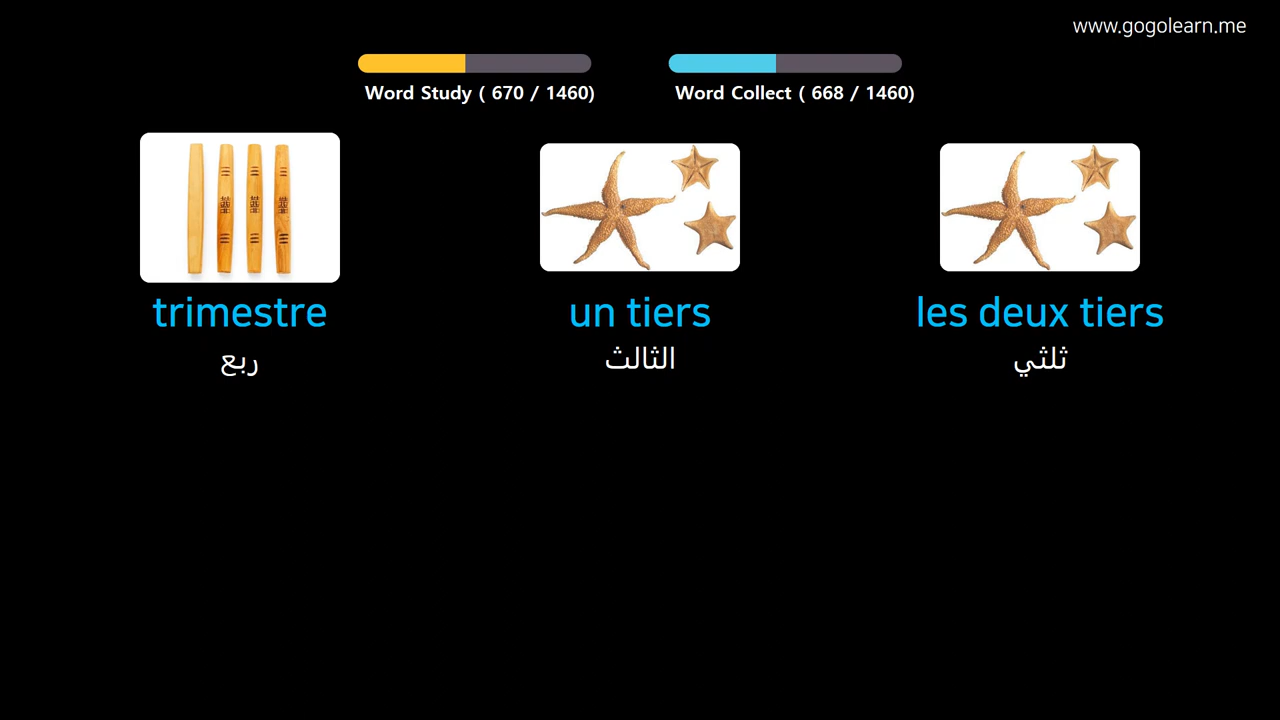 www.gogolearn.me
Word Study ( 670 / 1460)
Word Collect ( 668 / 1460)
trimestre
un tiers
les deux tiers
ربع
الثالث
ثلثي